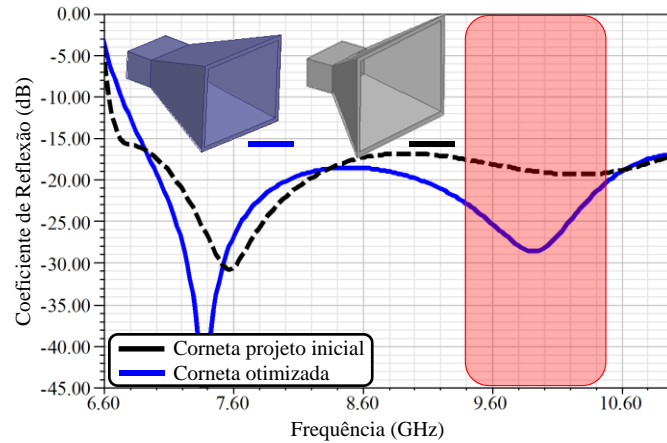 0.00
-5.00
-10.00
-15.00
-20.00
-25.00
-30.00
-35.00
-40.00
-45.00
Coeficiente de Reflexão (dB)
Corneta projeto inicial
Corneta otimizada
6.60 7.60 8.60 9.60 10.60
Frequência (GHz)